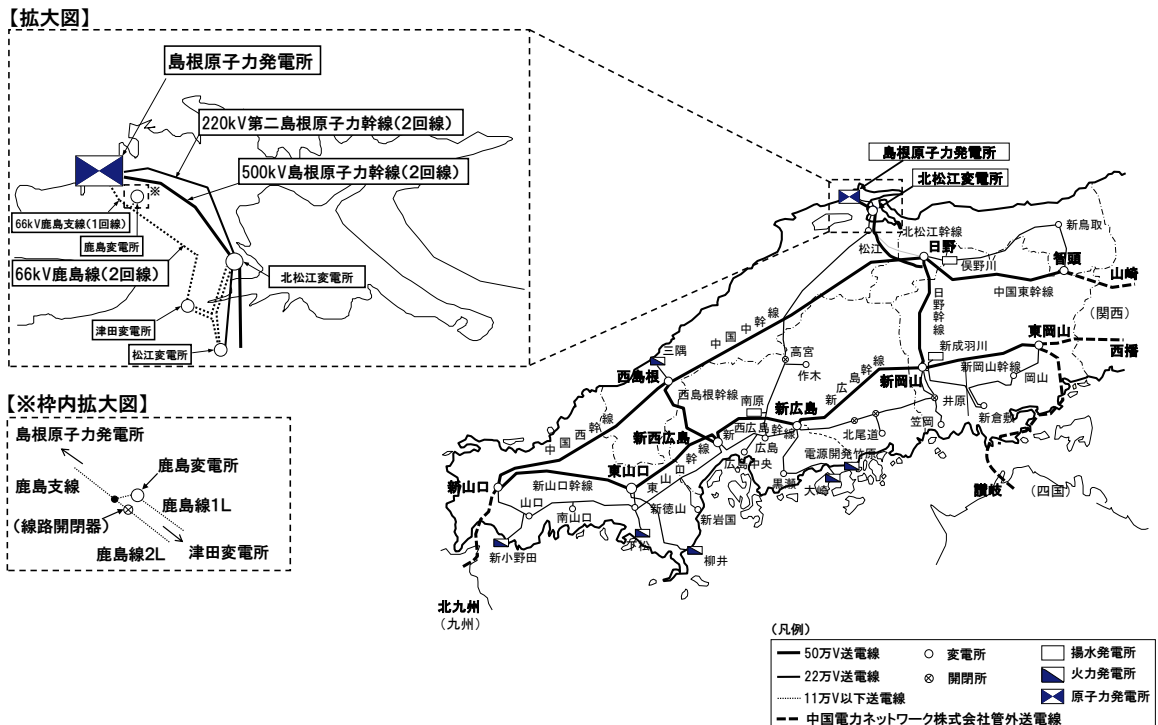 【拡大図】
島根原子力発電所
220kV第二島根原子力幹線(2回線)
500kV島根原子力幹線(2回線)
※
66kV鹿島支線(1回線)
鹿島変電所
66kV鹿島線(2回線)
北松江変電所
津田変電所
松江変電所
【※枠内拡大図】
島根原子力発電所
鹿島変電所
鹿島支線
鹿島線1L
(線路開閉器)
鹿島線2L
津田変電所
島根原子力発電所
北松江変電所
北松江幹線
松江
日野
俣野川
新鳥取
智頭
山崎
中国東幹線
(関西)
日野幹線
中国中幹線
三隅
高宮
作木
新成羽川
東岡山
西播
西島根
西島根幹線
南原
新広島
新広島幹線
新岡山
新岡山幹線
岡山
井原
新倉敷
笠岡
北尾道
中国西幹線
新西広島
新西広島幹線
広島
広島中央
電源開発竹原
黒瀬
大崎
讃岐
(四国)
東山口
東山口幹線
新山口
新山口幹線
山口
南山口
新徳山
新岩国
新小野田
下松
柳井
北九州
(九州)
(凡例)
50万V送電線
変電所
揚水発電所
22万V送電線
開閉所
火力発電所
11万V以下送電線
原子力発電所
中国電力ネットワーク株式会社管外送電線